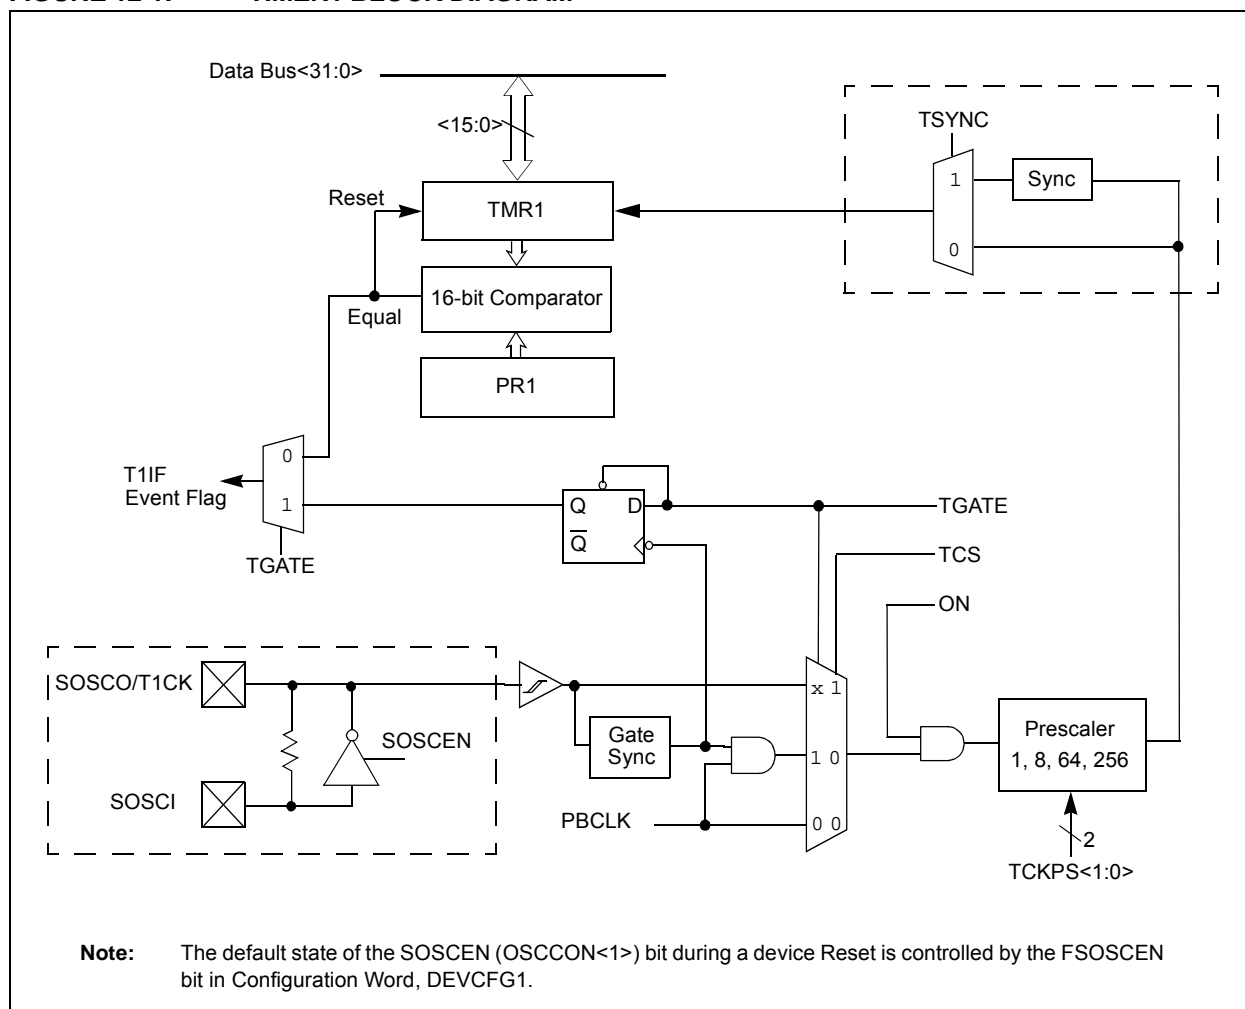 Data Bus<31:0>
<15:0>
TSYNC
1
Sync
Reset
TMR1
0
16-bit Comparator
Equal
PR1
0
T1IF
Event Flag
1
Q
D
TGATE
Q
TGATE
TCS
ON
SOSCO/T1CK
x 1
SOSCEN
Gate
Sync
1 0
Prescaler
1, 8, 64, 256
SOSCI
PBCLK
0 0
2
TCKPS<1:0>
Note: The default state of the SOSCEN (OSCCON<1>) bit during a device Reset is controlled by the FSOSCEN
bit in Configuration Word, DEVCFG1.